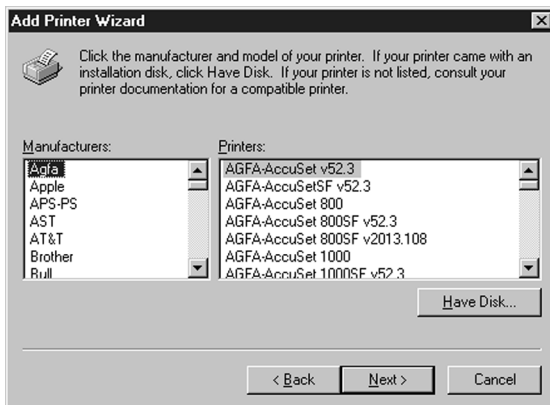 Add Printer Wizard
Click the manufacturer and model of your printer. If your printer came with an
installation disk, click Have Disk. If your printer is not listed, consult your
printer documentation for a compatible printer.
Manufacturers:
Agfa
Apple
APS-PS
AST
AT&T
Brother
Bull
Printers:
AGFA-AccuSet v52.3
AGFA-AccuSetSF v52.3
AGFA-AccuSet 800
AGFA-AccuSet 800SF v52.3
AGFA-AccuSet 800SF v2013.108
AGFA-AccuSet 1000
AGFA-AccuSet 1000SF v52.3
Have Disk...
< Back
Next >
Cancel